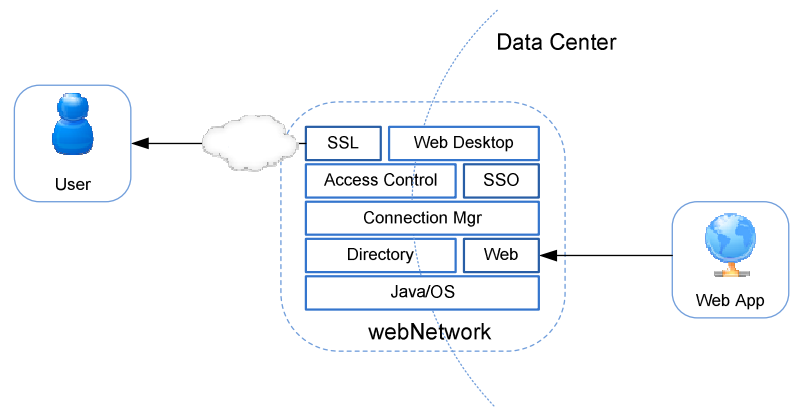 Data Center
User
SSL
Web Desktop
Access Control
SSO
Connection Mgr
Directory
Web
Java/OS
webNetwork
Web App